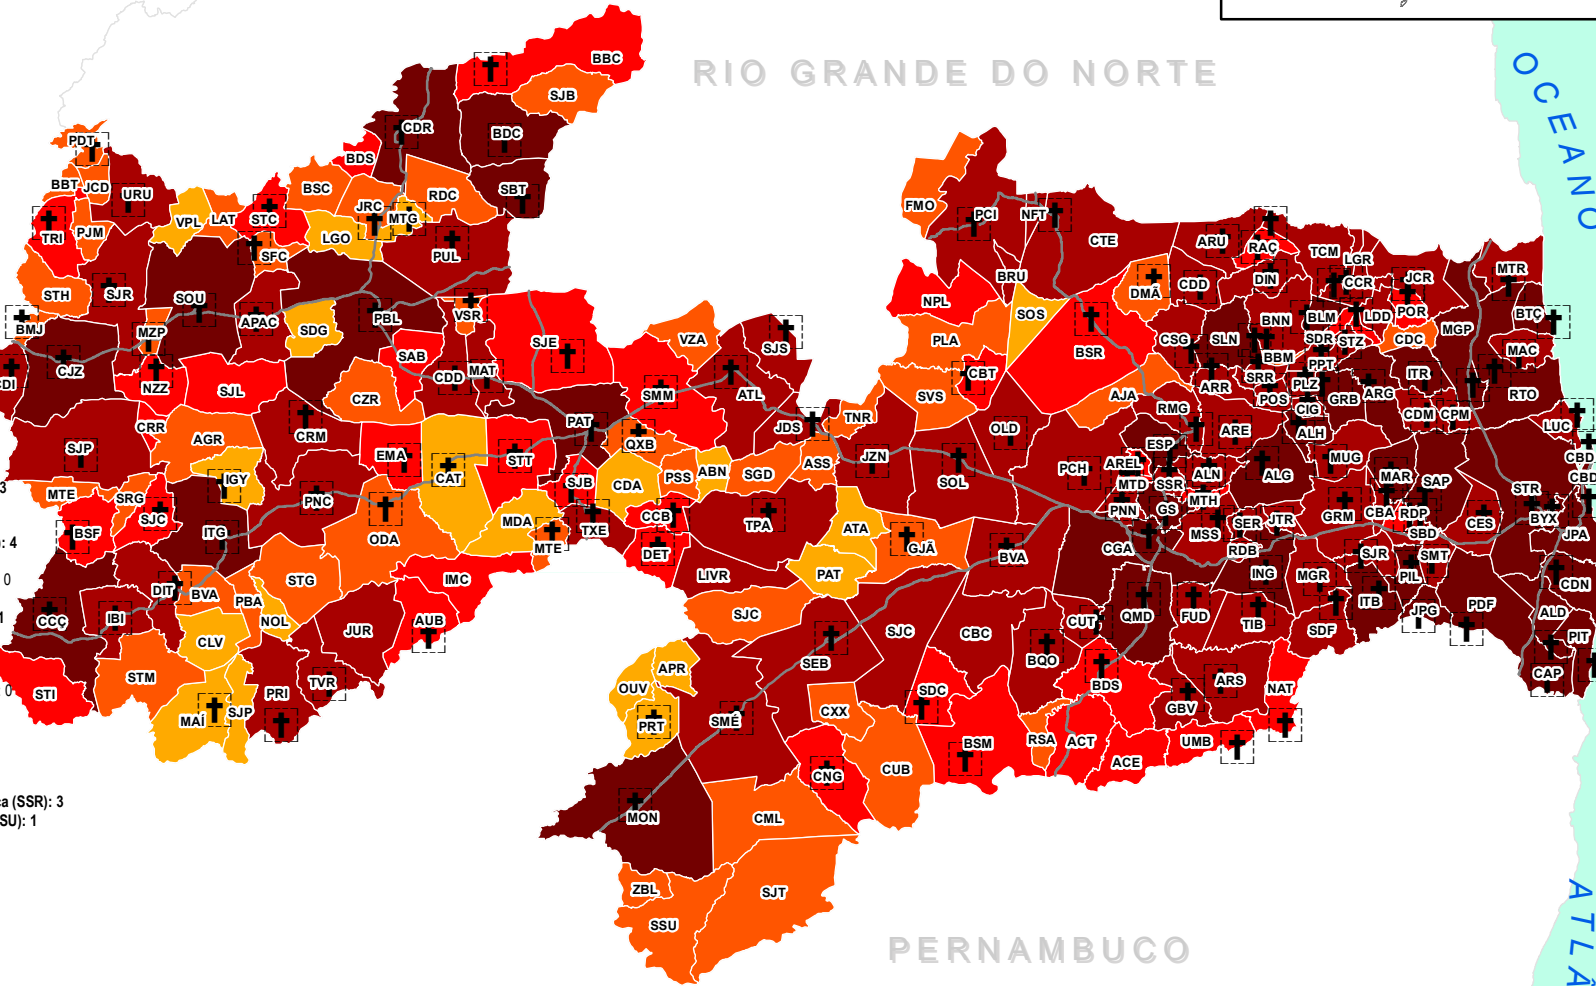 RIO GRANDE DO NORTE
OCEANO
BBC
SJB
CDR
BDC
PDT
BDS
BBT
JCD
URU
BSC
RDC
SBT
JRC
MTG
VPL
LAT
STC
TRI
PJM
LGO
PUL
SFC
FMO
PCI
NFT
CTE
ARU
RAÇ
TCM
LGR
STH
SJR
SOU
BRU
DMÃ
CDD
DIN
CCR
JCR
MTR
NPL
SOS
BMJ
MZP
APAC
SDG
PBL
VSR
BNN
BLM
LDD
POR
BTÇ
MGP
CJZ
SAB
SJE
VZA
SJS
PLA
BSR
CSG
SLN
SDR
STZ
CDC
MAC
CDI
NZZ
SJL
CDD
MAT
CBT
BBM
PPT
SRR
PLZ
ITR
CZR
SMM
ATL
SVS
AJA
ARR
POS
GRB
ARG
RTO
CRR
CRM
PAT
JDS
TNR
RMG
CIG
CDM
CPM
AGR
QXB
OLD
ARE
ALH
LUC
SJP
EMA
STT
ASS
JZN
ESP
AREL
MUG
CBD
IGY
CAT
SJB
CDA
PSS
ABN
SGD
SOL
PCH
MTD
SSR
ALN
ALG
MAR
SAP
CBD
MTE
SRG
PNC
MTH
STR
3
SJC
MDA
CCB
TPA
ATA
PNN
GS
GRM
CBA
RDP
CES
BYX
BSF
ITG
ODA
TXE
MSS
SER
JTR
SBD
JPA
: 4
MTE
DET
GJÃ
CGA
RDB
BVA
SJR
SMT
0
STG
IMC
LIVR
PAT
ING
MGR
PIL
CDN
DIT
BVA
PBA
ITB
CCÇ
IBI
NOL
AUB
SJC
QMD
FUD
JPG
PDF
ALD
1
JUR
SJC
CBC
CUT
TIB
SDF
PIT
CLV
SEB
BQO
CAP
STM
APR
TVR
OUV
SDC
BDS
ARS
NAT
0
STI
PRI
GBV
MAÍ
SJP
PRT
SMÉ
CXX
BSM
RSA
ACT
UMB
CNG
CUB
ACE
ca (SSR): 3
SU): 1
MON
CML
ZBL
SJT
SSU
PERNAMBUCO
ATLÂ